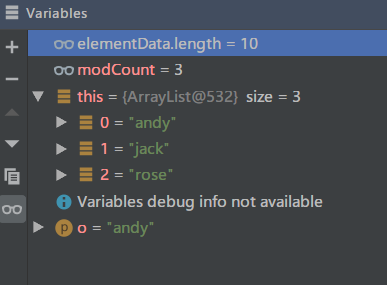 Variables
elementData.length = 10
modCount = 3
this = {ArrayList@532} size = 3
0 = "andy"
1 = "jack"
2 = "rose"
Variables debug info not available
p o = "andy"